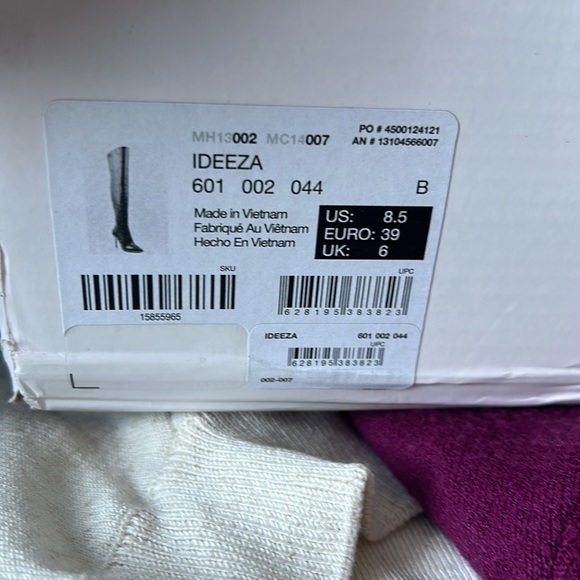 MH13002 MC14007
PO # 4500124121
AN # 13104566007
IDEEZA
601 002 044 B
Made in Vietnam
Fabriqué Au Viêtnam
Hecho En Vietnam
US: 8.5
EURO: 39
UK: 6
SKU
15855965
UPC
628195383823
IDEEZA 601 002 044
UPC
628195383823
002-007